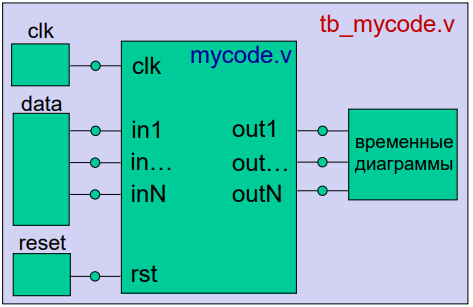 clk
tb_mycode.v
mycode.v
clk
data
in1
in...
inN
out1
out...
outN
временные
диаграммы
reset
rst